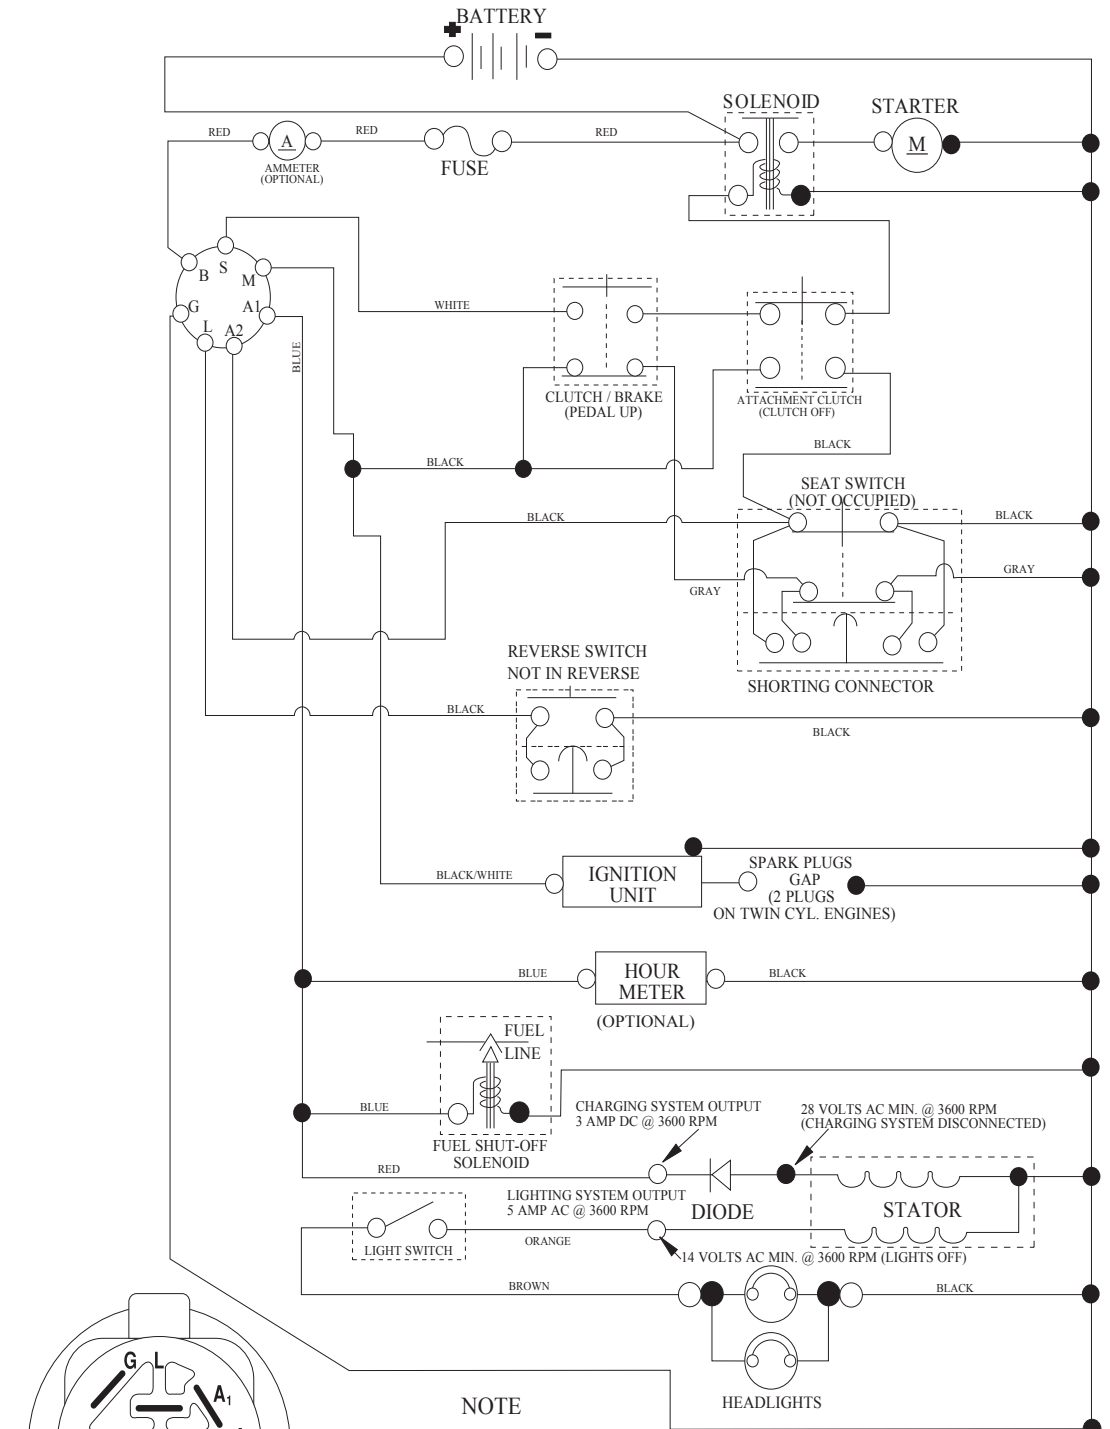 BATTERY
SOLENOID
STARTER
RED
A
RED
RED
M
AMMETER
(OPTIONAL)
FUSE
B
S
M
G
A1
L
A2
BLUE
WHITE
CLUTCH / BRAKE
(PEDAL UP)
ATTACHMENT CLUTCH
(CLUTCH OFF)
BLACK
BLACK
SEAT SWITCH
(NOT OCCUPIED)
BLACK
BLACK
GRAY
GRAY
REVERSE SWITCH
NOT IN REVERSE
SHORTING CONNECTOR
BLACK
BLACK
BLACK/WHITE
IGNITION
UNIT
SPARK PLUGS
GAP
(2 PLUGS
ON TWIN CYL. ENGINES)
BLUE
HOUR
METER
BLACK
(OPTIONAL)
FUEL
LINE
BLUE
FUEL SHUT-OFF
SOLENOID
CHARGING SYSTEM OUTPUT
3 AMP DC @ 3600 RPM
28 VOLTS AC MIN. @ 3600 RPM
(CHARGING SYSTEM DISCONNECTED)
RED
LIGHTING SYSTEM OUTPUT
5 AMP AC @ 3600 RPM
DIODE
STATOR
LIGHT SWITCH
ORANGE
14 VOLTS AC MIN. @ 3600 RPM (LIGHTS OFF)
BROWN
BLACK
HEADLIGHTS
G L
A1
NOTE